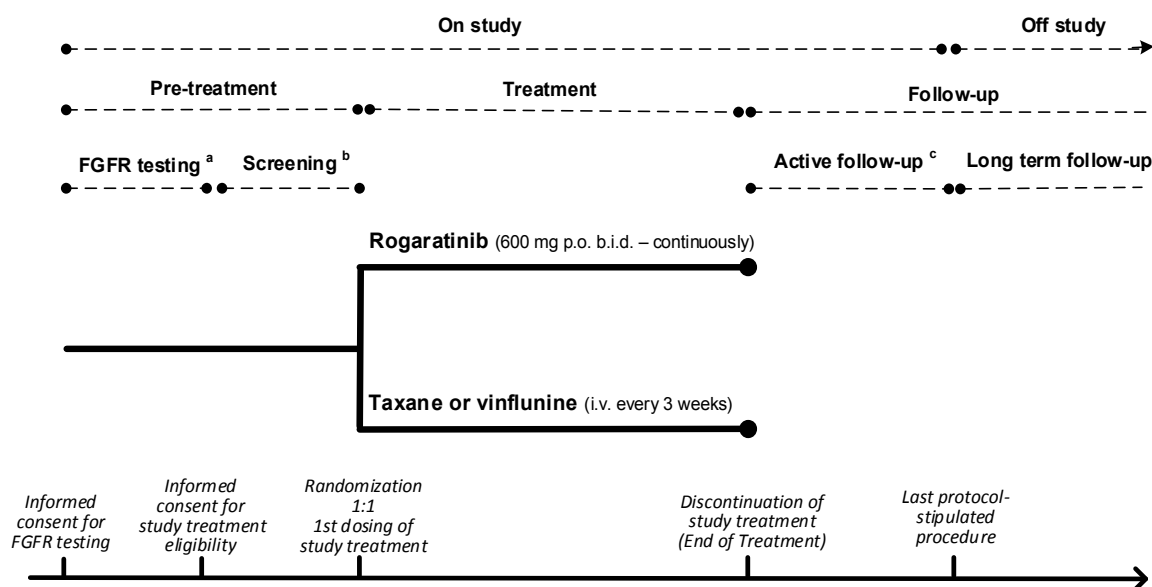 On study
Off study
Pre-treatment
Treatment
Follow-up
FGFR testing a
Screening b
Active follow-up c
Long term follow-up
Rogaratinib (600 mg p.o. b.i.d. – continuously)
Taxane or vinflunine (i.v. every 3 weeks)
Informed
consent for
FGFR testing
Informed
consent for
study treatment
eligibility
Randomization
1:1
1st dosing of
study treatment
Discontinuation of
study treatment
(End of Treatment)
Last protocol-
stipulated
procedure